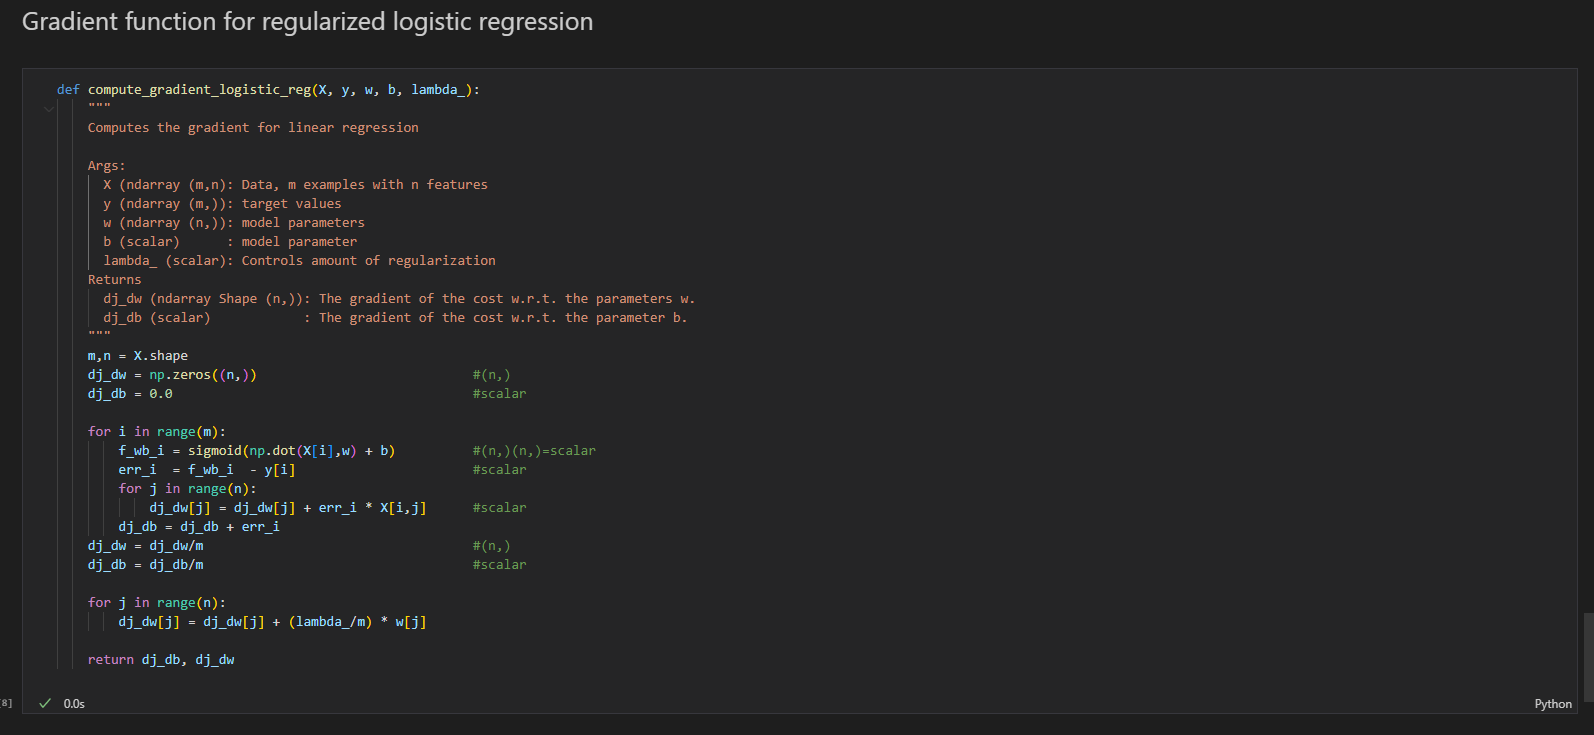 Gradient function for regularized logistic regression
def compute_gradient_logistic_reg(X, y, w, b, lambda_):
    """
    Computes the gradient for linear regression

    Args:
      X (ndarray (m,n): Data, m examples with n features
      y (ndarray (m,)): target values
      w (ndarray (n,)): model parameters
      b (scalar)      : model parameter
      lambda_ (scalar): Controls amount of regularization
    Returns
      dj_dw (ndarray Shape (n,)): The gradient of the cost w.r.t. the parameters w.
      dj_db (scalar)            : The gradient of the cost w.r.t. the parameter b.
    """
    m,n = X.shape
    dj_dw = np.zeros((n,))                            #(n,)
    dj_db = 0.0                                       #scalar

    for i in range(m):
        f_wb_i = sigmoid(np.dot(X[i],w) + b)          #(n,)(n,)=scalar
        err_i  = f_wb_i  - y[i]                       #scalar
        for j in range(n):
            dj_dw[j] = dj_dw[j] + err_i * X[i,j]      #scalar
        dj_db = dj_db + err_i
    dj_dw = dj_dw/m                                   #(n,)
    dj_db = dj_db/m                                   #scalar

    for j in range(n):
        dj_dw[j] = dj_dw[j] + (lambda_/m) * w[j]

    return dj_db, dj_dw
8] ✓ 0.0s Python